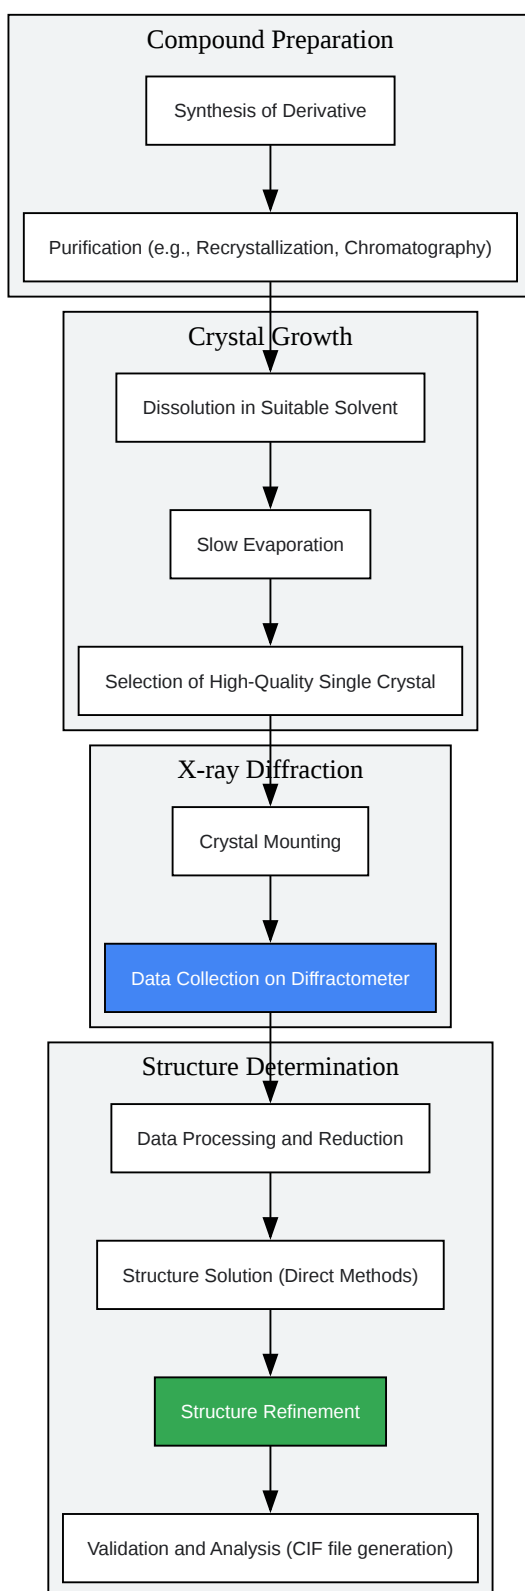 Compound Preparation
Synthesis of Derivative
Purification (e.g., Recrystallization, Chromatography)
Crystal Growth
Dissolution in Suitable Solvent
Slow Evaporation
Selection of High-Quality Single Crystal
X-ray Diffraction
Crystal Mounting
Data Collection on Diffractometer
Structure Determination
Data Processing and Reduction
Structure Solution (Direct Methods)
Structure Refinement
Validation and Analysis (CIF file generation)